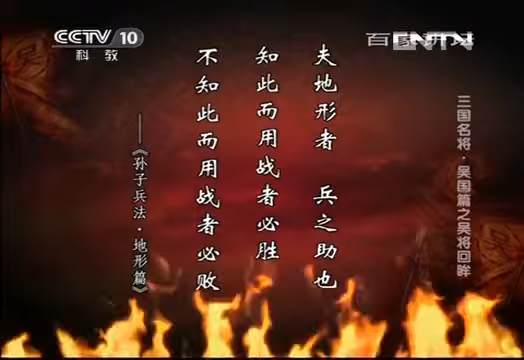 CCTV 10
科教
百家讲坛
CNTV
夫地形者 兵之助也
知此而用战者必胜
不知此而用战者必败
——《孙子兵法·地形篇》
三国名将·吴国篇之吴将回眸